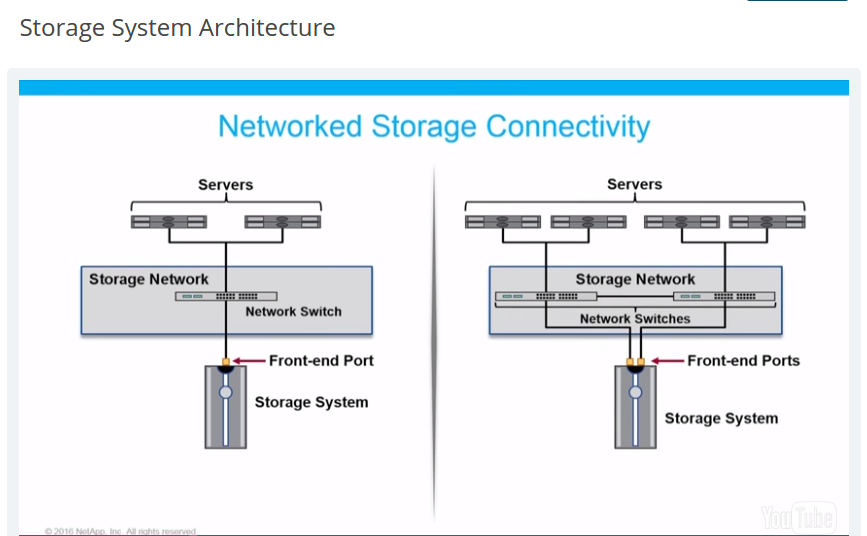 Storage System Architecture
Networked Storage Connectivity
Servers
Storage Network
Network Switch
Front-end Port
Storage System
Servers
Storage Network
Network Switches
Front-end Ports
Storage System
© 2016 NetApp, Inc. All rights reserved.
YouTube